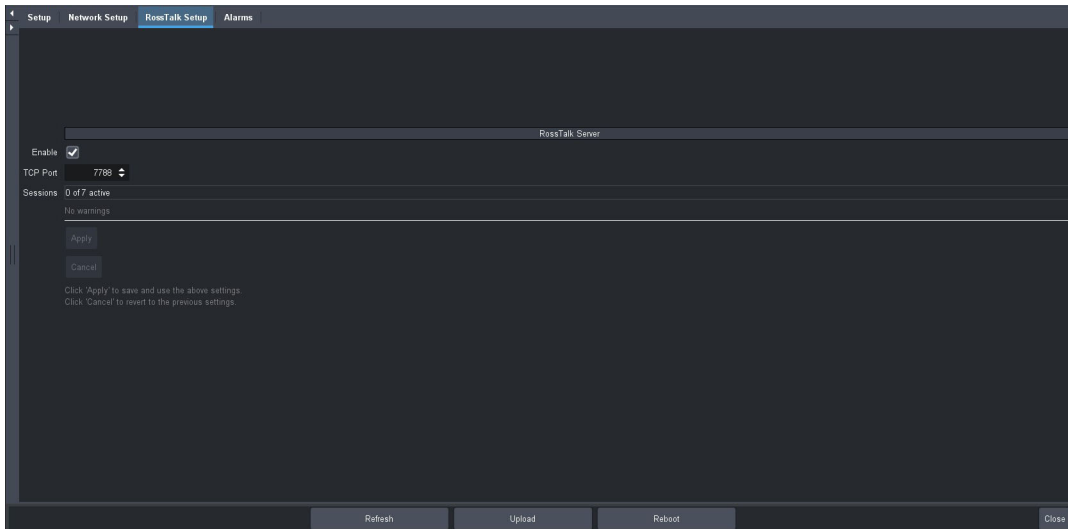 Setup Network Setup RossTalk Setup Alarms
RossTalk Server
Enable
TCP Port 7788
Sessions 0 of 7 active
No warnings
Apply
Cancel
Click 'Apply' to save and use the above settings.
Click 'Cancel' to revert to the previous settings.
Refresh Upload Reboot Close